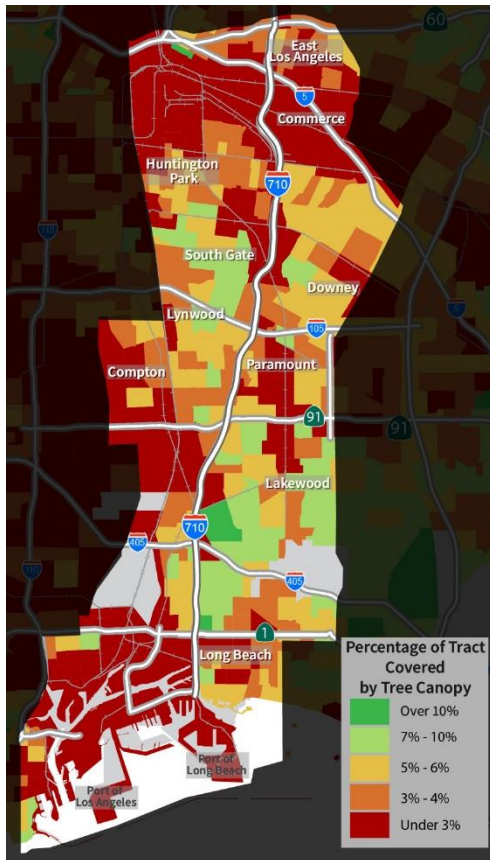 60
East
Los Angeles
5
Commerce
Huntington
Park
710
110
South Gate
Downey
5
Lynwood
105
Paramount
Compton
91
91
Lakewood
710
405
405
110
1
Long Beach
Port of
Long Beach
Port of
Los Angeles
Percentage of Tract
Covered
by Tree Canopy
Over 10%
7% - 10%
5% - 6%
3% - 4%
Under 3%